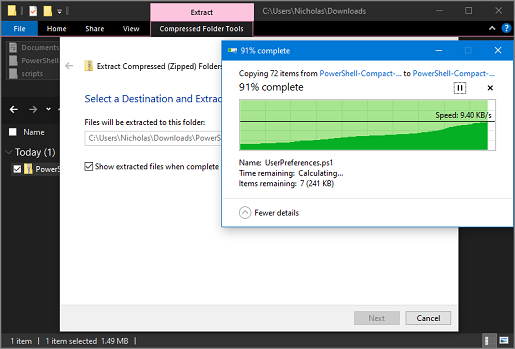 Extract
C:\Users\Nicholas\Downloads
File
Home
Share
View
Compressed Folder Tools
Documents
PowerShell
scripts
Name
Today (1)
PowerS
Extract Compressed (Zipped) Folders
Select a Destination and Extrac
Files will be extracted to this folder:
C:\Users\Nicholas\Downloads\PowerS
Show extracted files when complete
Next
Cancel
91% complete
Copying 72 items from PowerShell-Compact-... to PowerShell-Compact-...
91% complete
Speed: 9.40 KB/s
Name: UserPreferences.ps1
Time remaining: Calculating...
Items remaining: 7 (241 KB)
Fewer details
1 item
1 item selected 1.49 MB